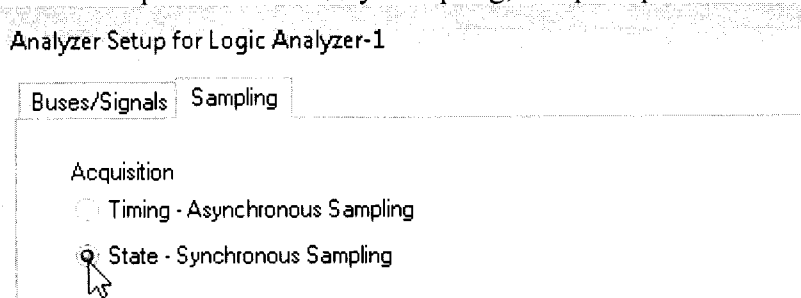 Analyzer Setup for Logic Analyzer-1
Buses/Signals Sampling
Acquisition
Timing - Asynchronous Sampling
State - Synchronous Sampling